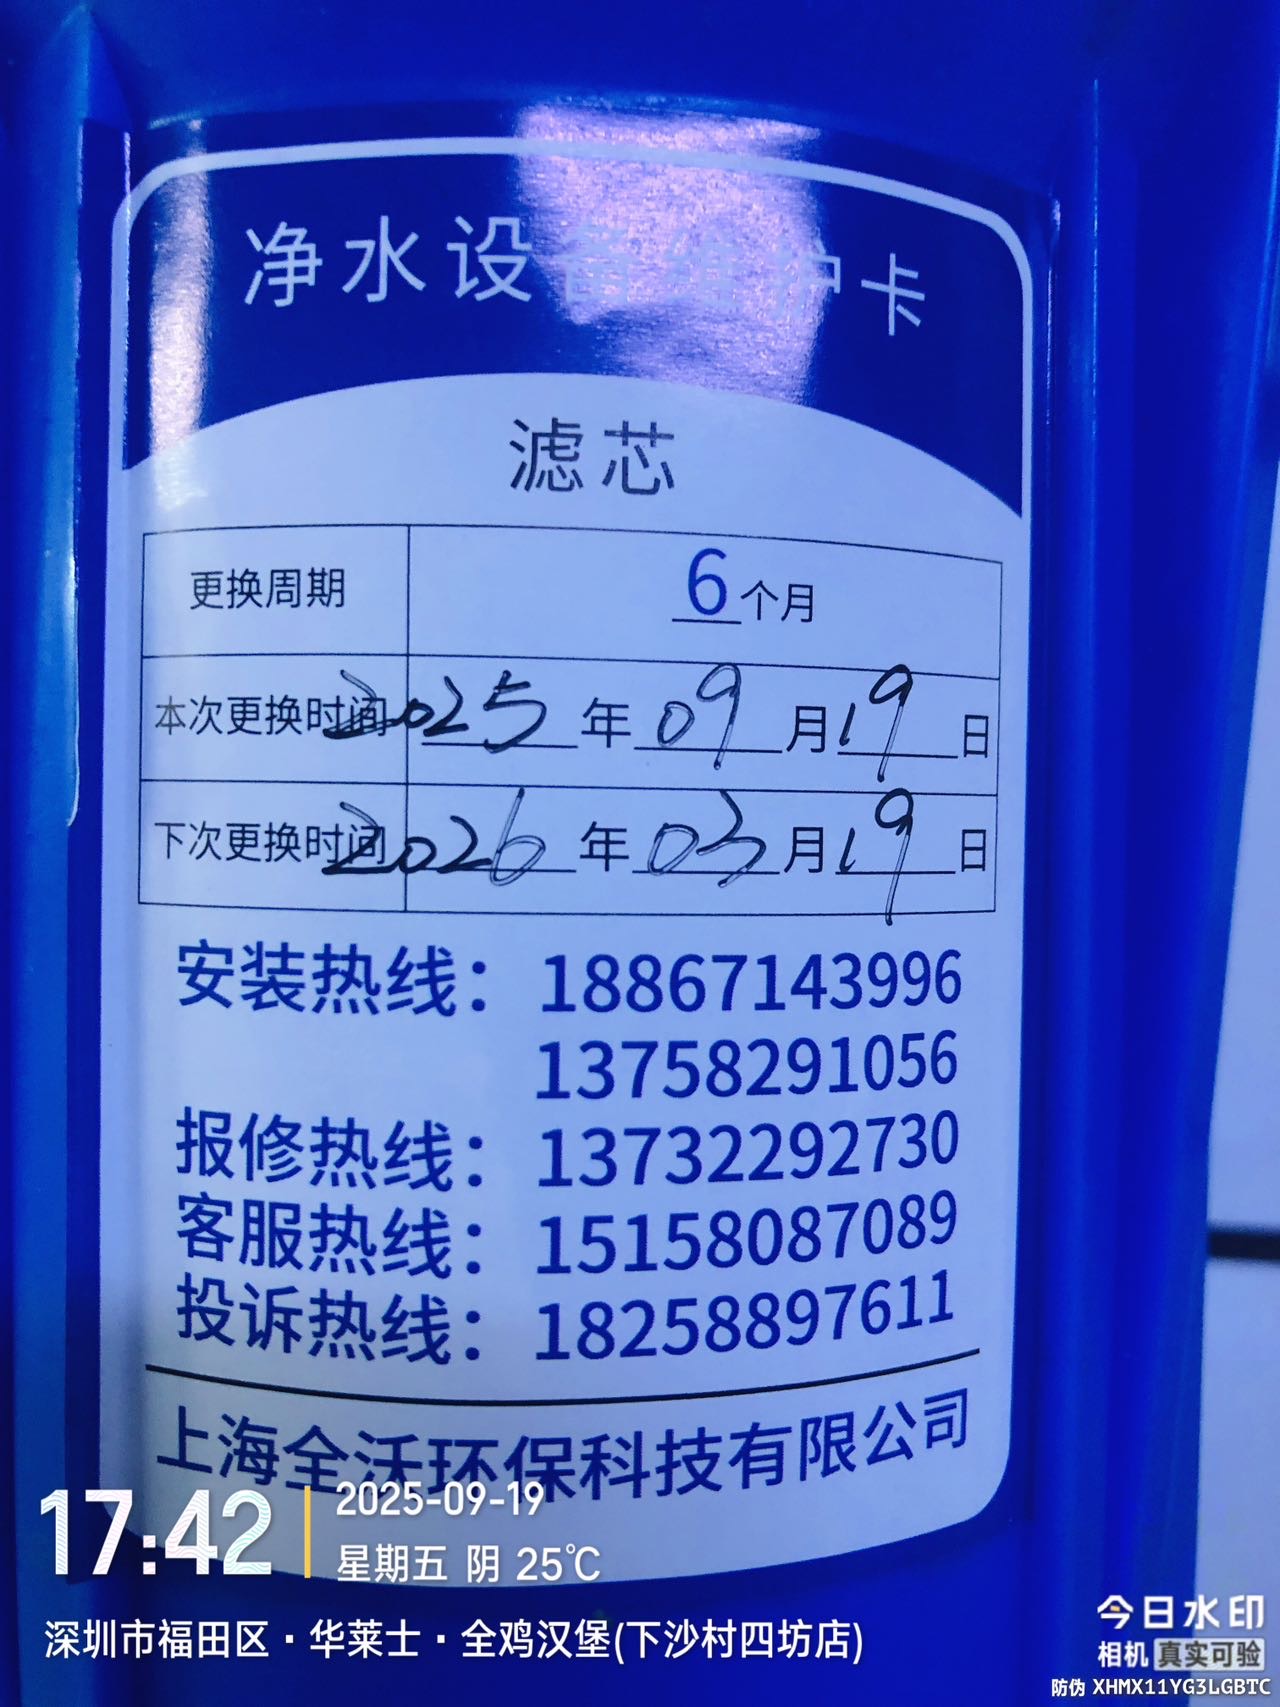 净水设备维护卡
滤芯
更换周期 6个月
本次更换时间 2025年09月19日
下次更换时间 2026年03月19日
安装热线：18867143996
13758291056
报修热线：13732292730
客服热线：15158087089
投诉热线：18258897611
上海全沃环保科技有限公司
17:42
2025-09-19
星期五 阴 25℃
深圳市福田区·华莱士·全鸡汉堡(下沙村四坊店)
今日水印
相机 真实可验
防伪 XHMX11YG3LGBTC